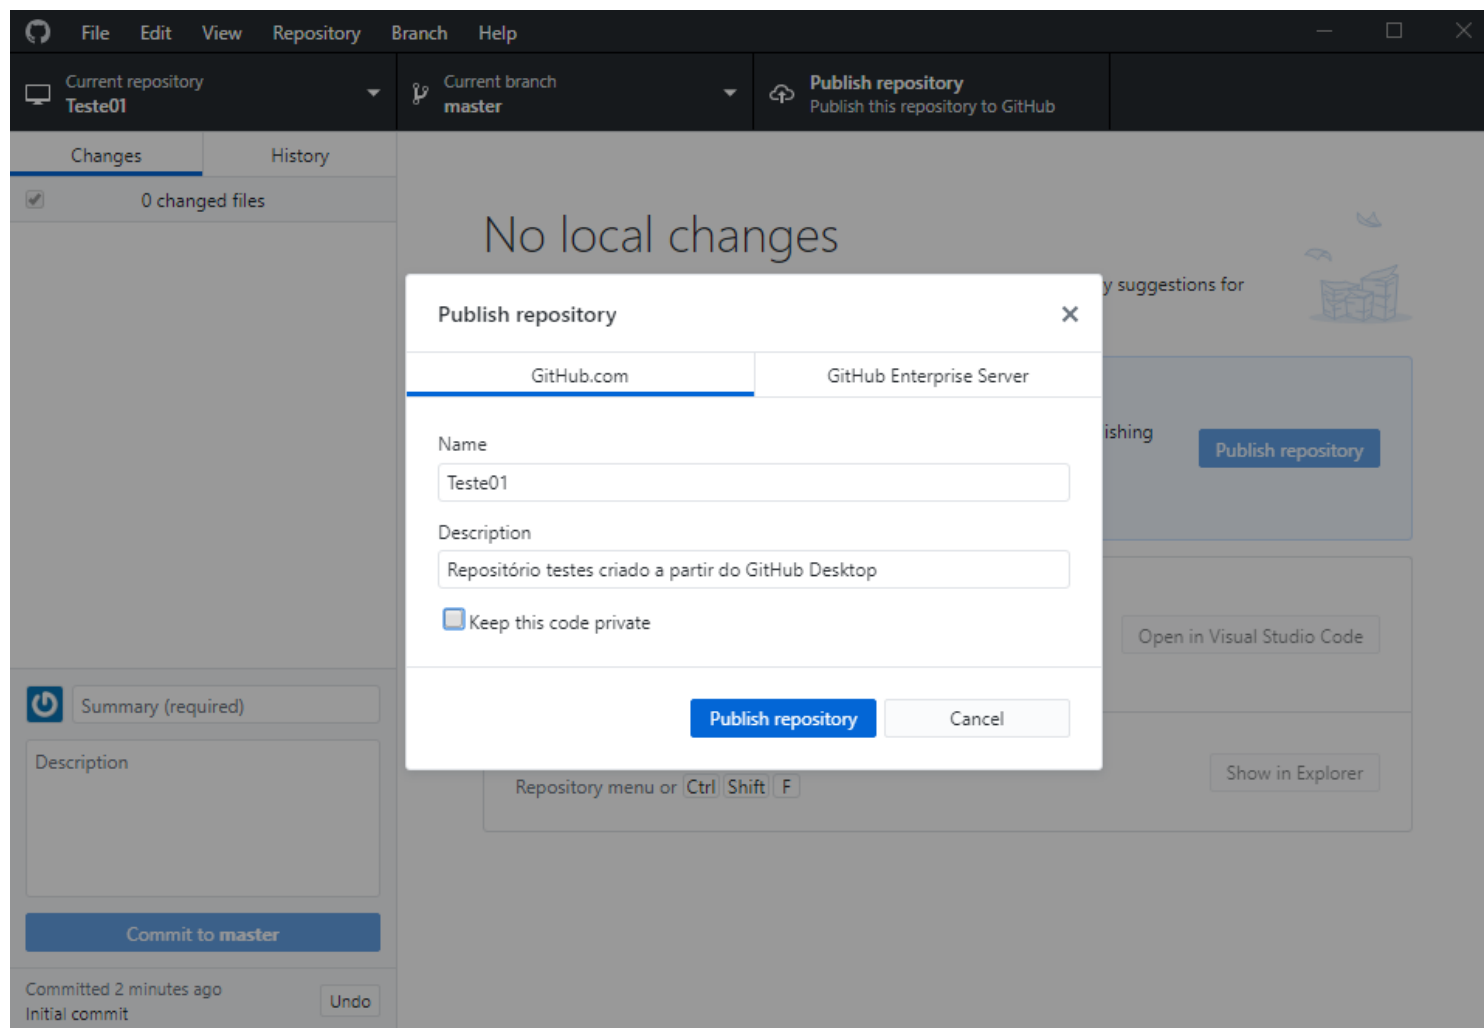 File Edit View Repository Branch Help
Current repository
Teste01
Current branch
master
Publish repository
Publish this repository to GitHub
Changes History
0 changed files
No local changes
y suggestions for
Publish repository
GitHub.com GitHub Enterprise Server
Name
Teste01
Description
Repositório testes criado a partir do GitHub Desktop
Keep this code private
Publish repository Cancel
ishing
Publish repository
Open in Visual Studio Code
Repository menu or Ctrl Shift F
Show in Explorer
Summary (required)
Description
Commit to master
Committed 2 minutes ago
Initial commit
Undo